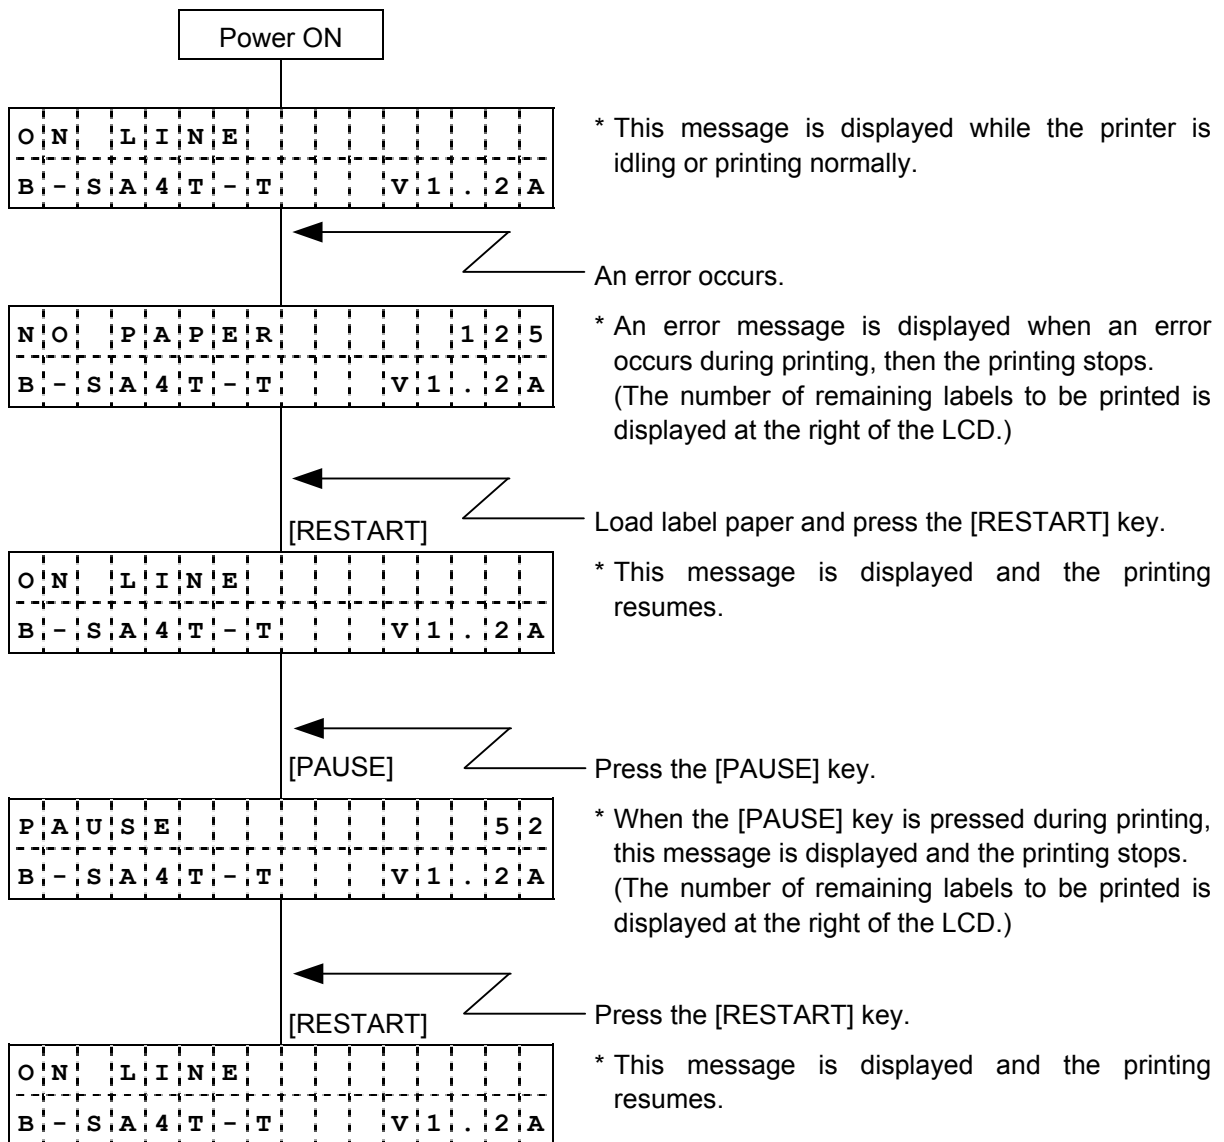 Power ON
ON LINE
B-SA4T-T V1.2A
* This message is displayed while the printer is
idling or printing normally.
An error occurs.
NO PAPER 125
B-SA4T-T V1.2A
* An error message is displayed when an error
occurs during printing, then the printing stops.
(The number of remaining labels to be printed is
displayed at the right of the LCD.)
[RESTART]
Load label paper and press the [RESTART] key.
ON LINE
B-SA4T-T V1.2A
* This message is displayed and the printing
resumes.
[PAUSE]
Press the [PAUSE] key.
PAUSE 52
B-SA4T-T V1.2A
* When the [PAUSE] key is pressed during printing,
this message is displayed and the printing stops.
(The number of remaining labels to be printed is
displayed at the right of the LCD.)
[RESTART]
Press the [RESTART] key.
ON LINE
B-SA4T-T V1.2A
* This message is displayed and the printing
resumes.